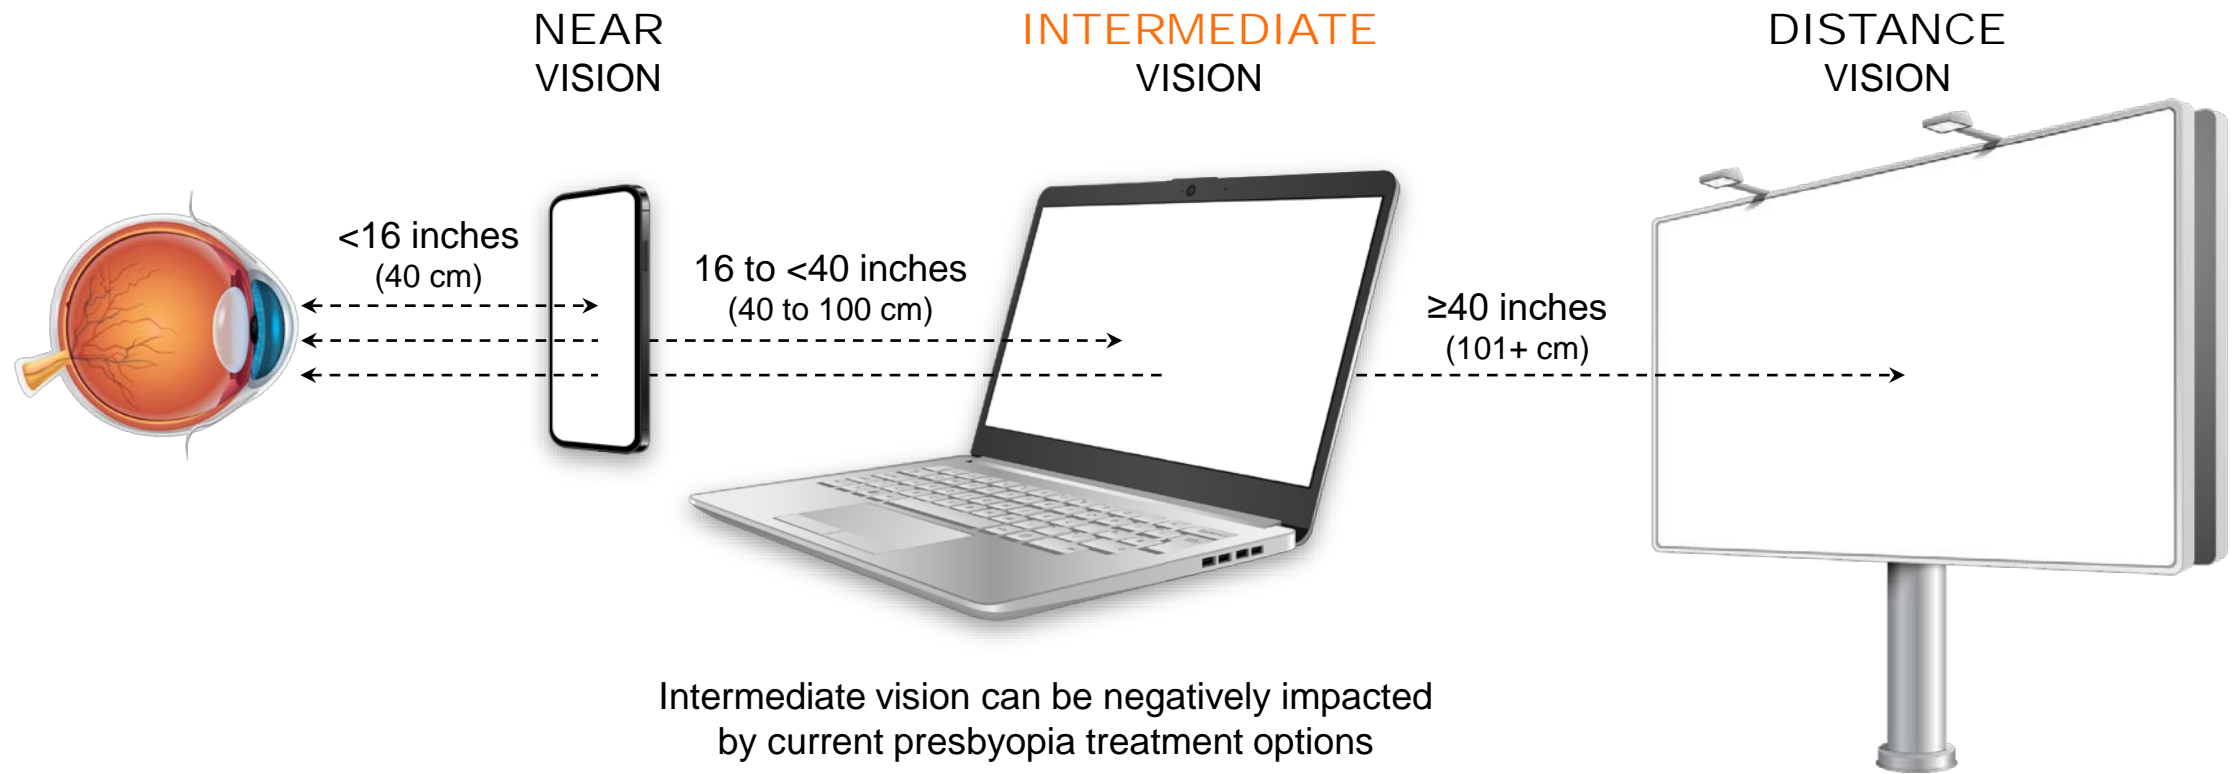 NEAR
VISION
INTERMEDIATE
VISION
DISTANCE
VISION
<16 inches
(40 cm)
16 to <40 inches
(40 to 100 cm)
≥40 inches
(101+ cm)
Intermediate vision can be negatively impacted
by current presbyopia treatment options